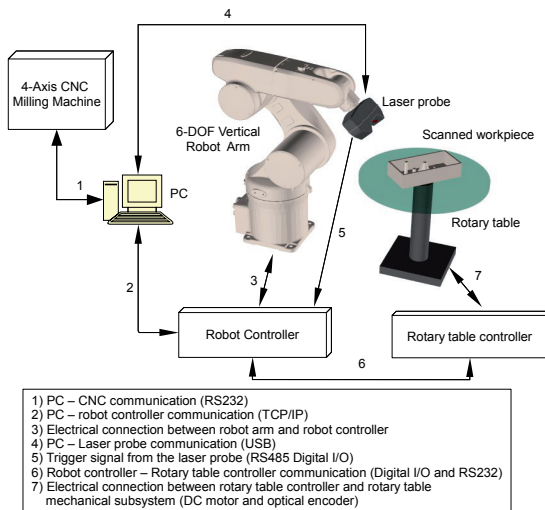 4
4-Axis CNC
Milling Machine
6-DOF Vertical
Robot Arm
Laser probe
Scanned workpiece
1
PC
Rotary table
5
2
3
7
Robot Controller
Rotary table controller
6
1) PC – CNC communication (RS232)
2) PC – robot controller communication (TCP/IP)
3) Electrical connection between robot arm and robot controller
4) PC – Laser probe communication (USB)
5) Trigger signal from the laser probe (RS485 Digital I/O)
6) Robot controller – Rotary table controller communication (Digital I/O and RS232)
7) Electrical connection between rotary table controller and rotary table
mechanical subsystem (DC motor and optical encoder)